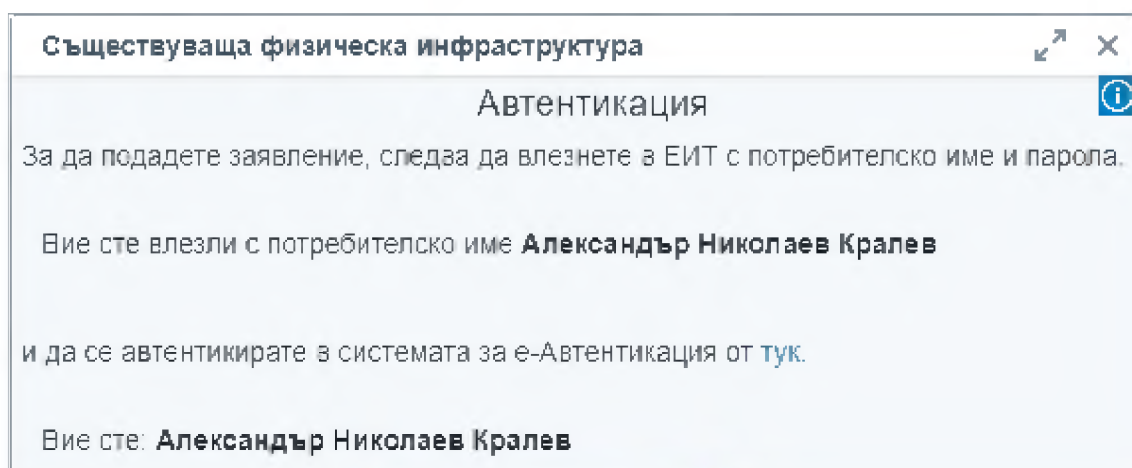 Съществуваща физическа инфраструктура
Автентикация
За да подадете заявление, следва да влезнете в ЕИТ с потребителско име и парола.
Вие сте влезли с потребителско име Александър Николаев Кралев
и да се автентикирате в системата за е-Автентикация от тук.
Вие сте: Александър Николаев Кралев